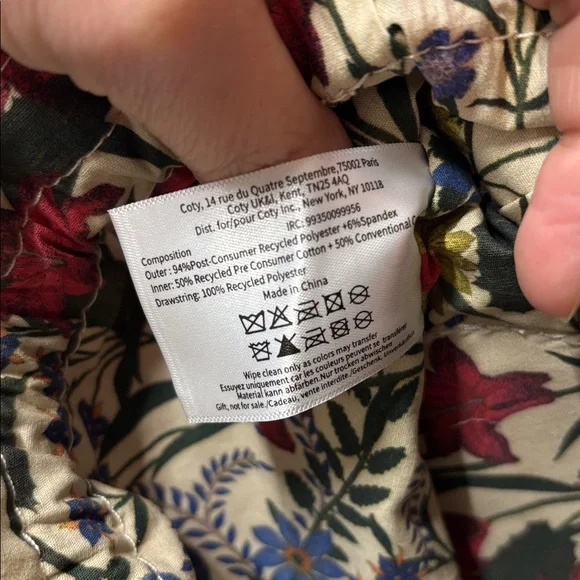 Coty, 14 rue du Quatre Septembre,75002 Paris
Coty UK&I, Kent, TN25 4AQ
Dist. for/pour Coty Inc., New York, NY 10118
IRC: 99350099956
Composition
Outer : 94%Post-Consumer Recycled Polyester +6%Spandex
Inner: 50% Recycled Pre Consumer Cotton + 50% Conventional
Drawstring: 100% Recycled Polyester
Made in China
Wipe clean only as colors may transfer
Essuyez uniquement car les couleurs peuvent se transférer
Material kann abfärben.Nur trocken abwischen
Gift, not for sale./Cadeau, vente interdite /Geschenk,